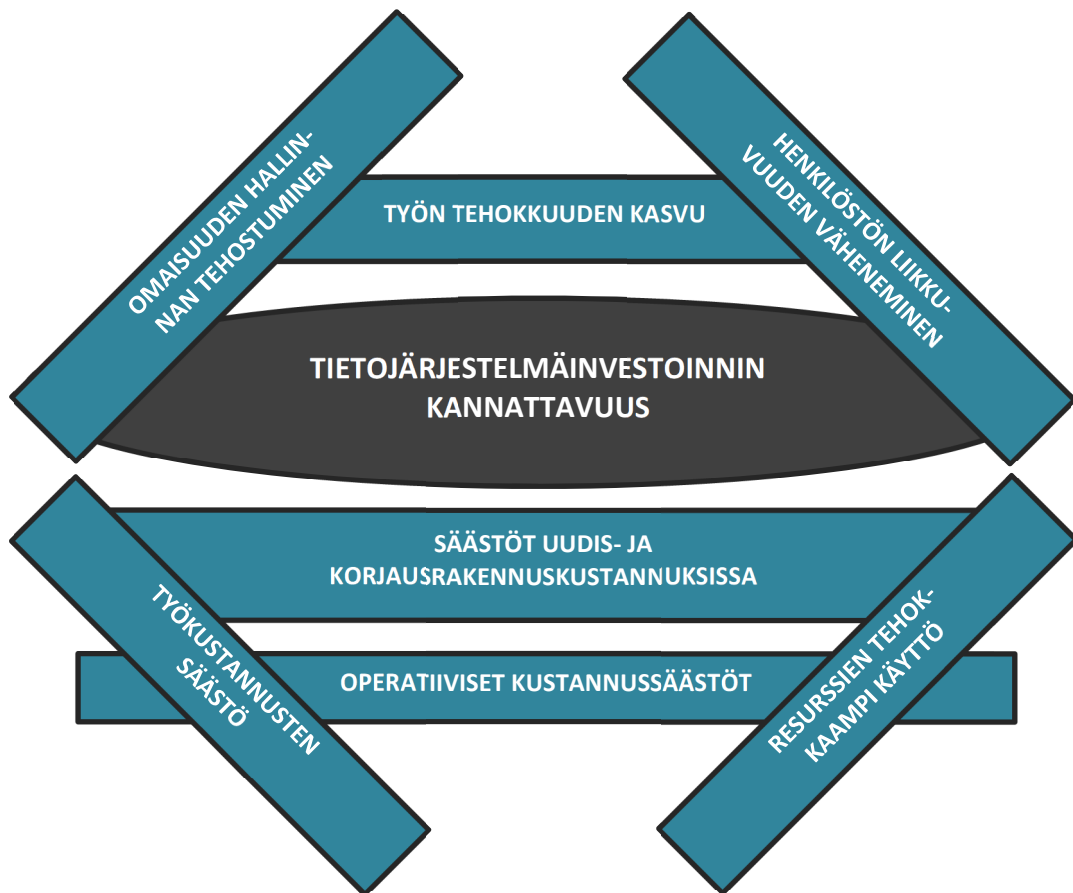 OMAISUUDEN HALLIN-
NAN TEHOSTUMINEN
TYÖN TEHOKKUUDEN KASVU
HENKILÖSTÖN LIIKKU-
VUUDEN VÄHENEMINEN
TIETOJÄRJESTELMÄINVESTOINNIN
KANNATTAVUUS
SÄÄSTÖT UUDIS- JA
KORJAUSRAKENNUSKUSTANNUKSISSA
TYÖKUSTANNUSTEN
SÄÄSTÖ
OPERATIIVISET KUSTANNUSSÄÄSTÖT
RESURSSIEN TEHOK-
KAAMPI KÄYTTÖ